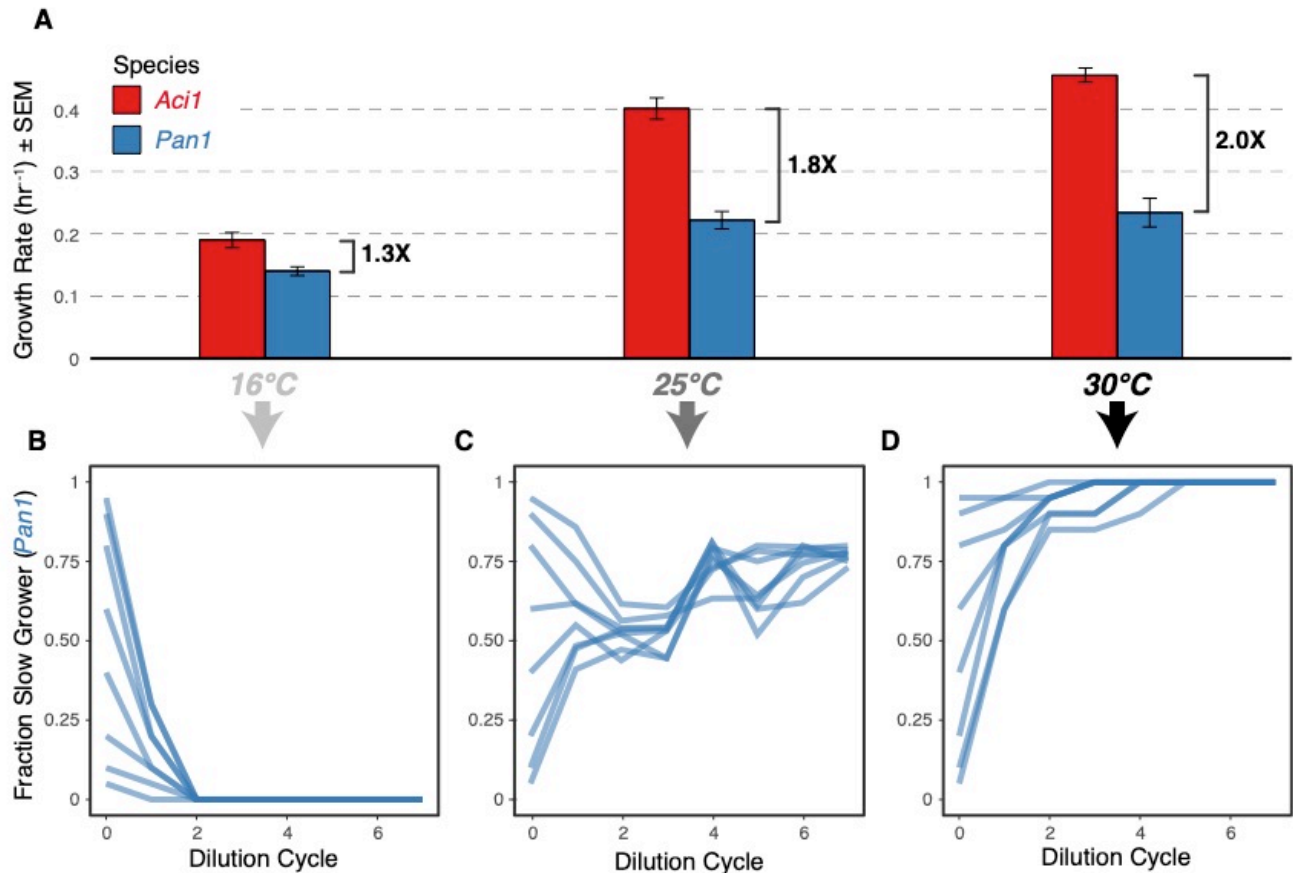 A
Species
Aci1
Pan1
Growth Rate (hr⁻¹) ± SEM
0.4
0.3
0.2
0.1
0
1.3X
1.8X
2.0X
16°C
25°C
30°C
B
C
D
Fraction Slow Grower (Pan1)
1
0.75
0.50
0.25
0
0 2 4 6
Dilution Cycle
1
0.75
0.50
0.25
0
0 2 4 6
Dilution Cycle
1
0.75
0.50
0.25
0
0 2 4 6
Dilution Cycle